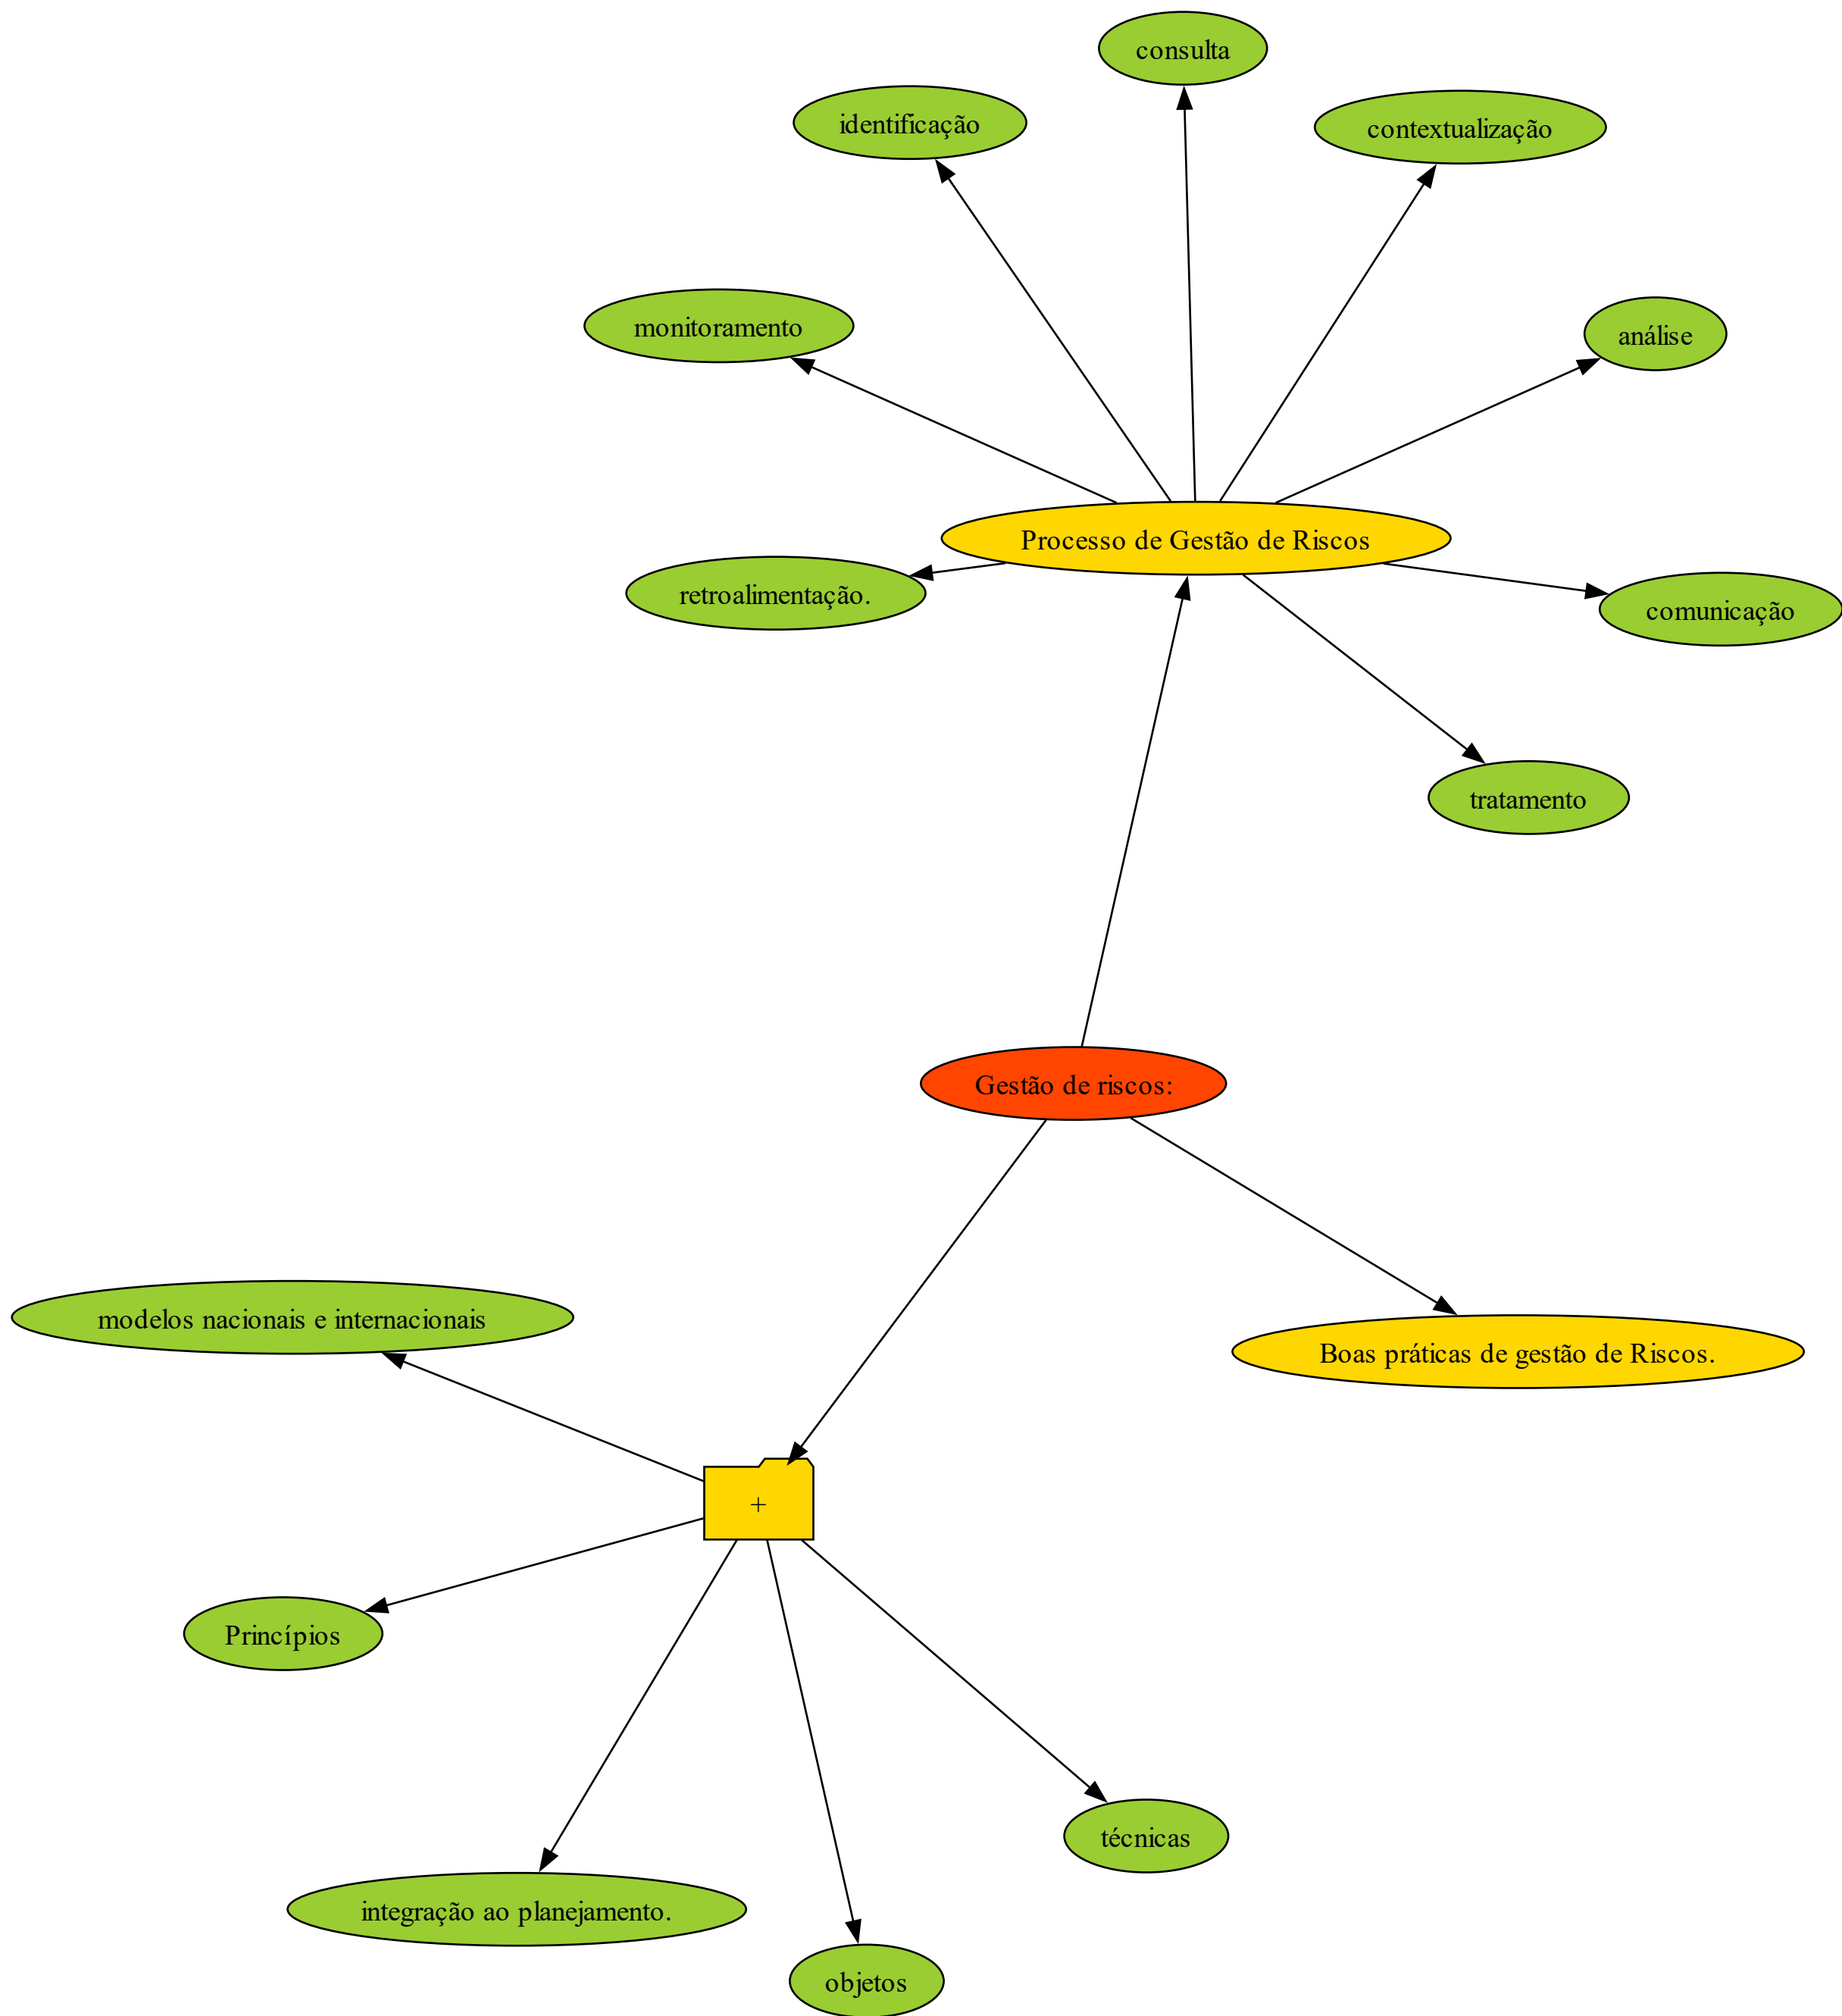 consulta
identificação
contextualização
monitoramento
análise
Processo de Gestão de Riscos
retroalimentação.
comunicação
tratamento
Gestão de riscos:
modelos nacionais e internacionais
Boas práticas de gestão de Riscos.
+
Princípios
técnicas
integração ao planejamento.
objetos